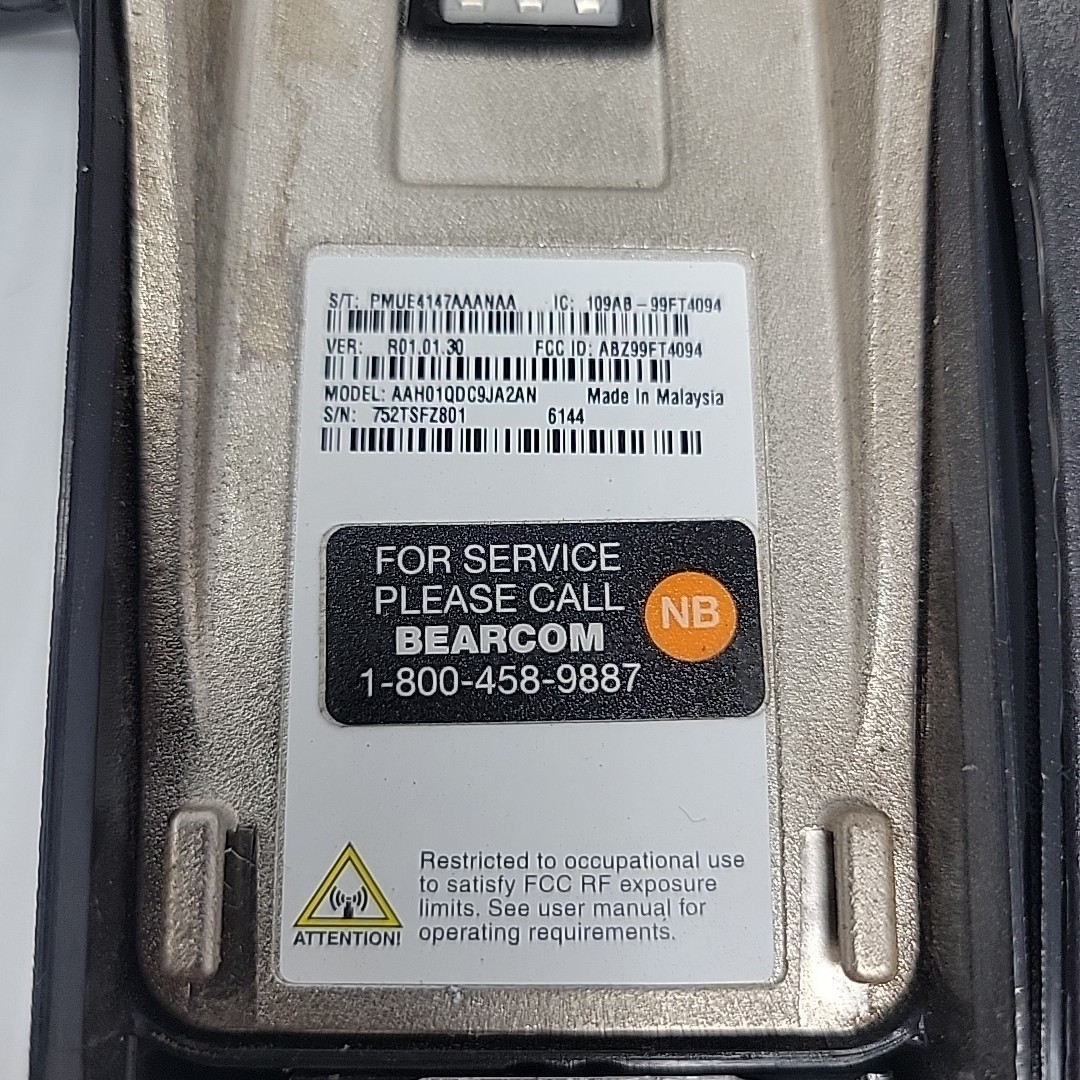 S/T: PMUE4147AAANAA IC: 109AB-99FT4094
VER: R01.01.30 FCC ID: ABZ99FT4094
MODEL: AAH01QDC9JA2AN Made In Malaysia
S/N: 752TSFZ801 6144
FOR SERVICE
PLEASE CALL
BEARCOM
1-800-458-9887
NB
Restricted to occupational use
to satisfy FCC RF exposure
limits. See user manual for
operating requirements.
ATTENTION!